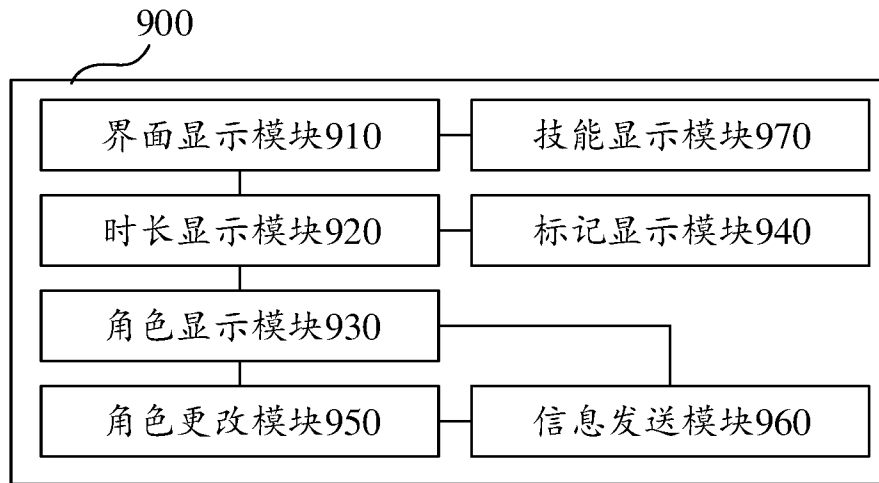 900
界面显示模块910
技能显示模块970
时长显示模块920
标记显示模块940
角色显示模块930
角色更改模块950
信息发送模块960